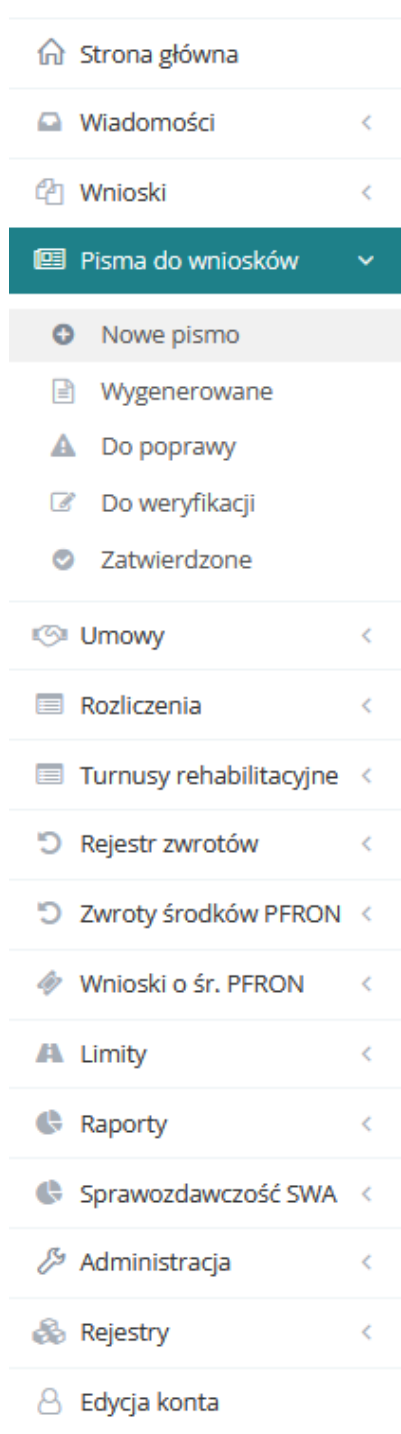 Strona główna
Wiadomości
Wnioski
Pisma do wniosków
Nowe pismo
Wygenerowane
Do poprawy
Do weryfikacji
Zatwierdzone
Umowy
Rozliczenia
Turnusy rehabilitacyjne
Rejestr zwrotów
Zwroty środków PFRON
Wnioski o śr. PFRON
Limity
Raporty
Sprawozdawczość SWA
Administracja
Rejestry
Edycja konta